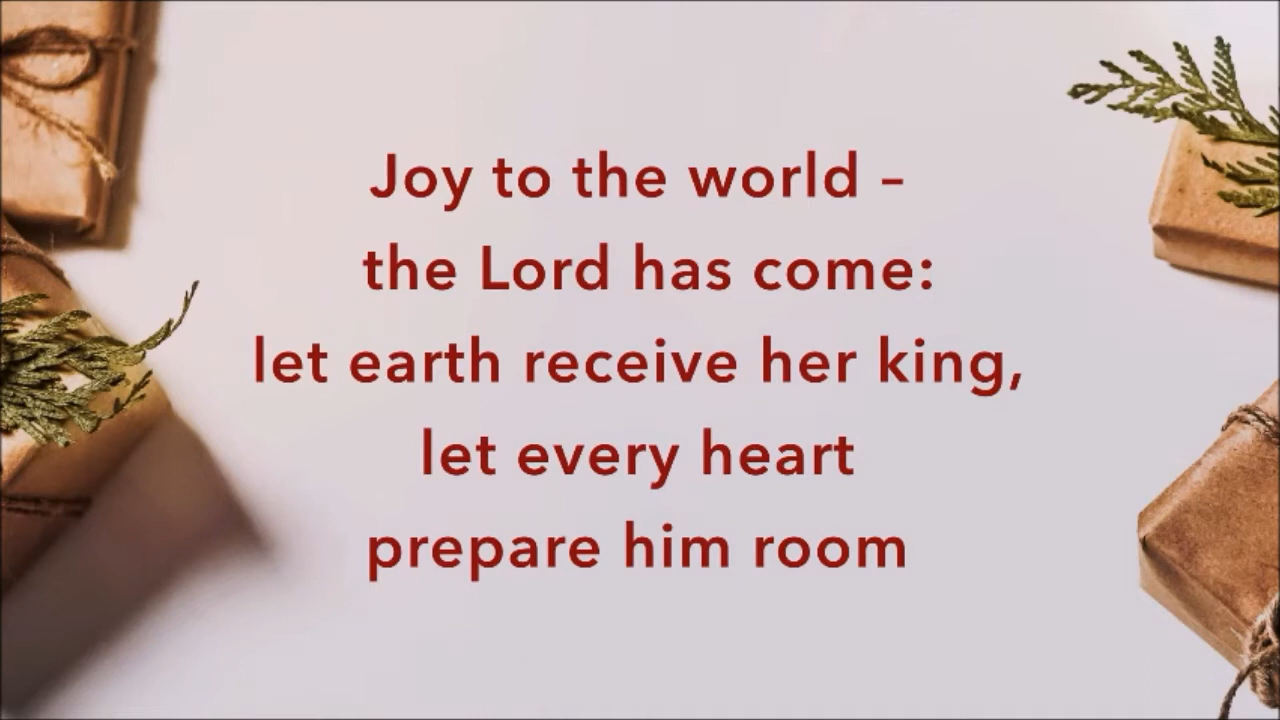 Joy to the world –
the Lord has come:
let earth receive her king,
let every heart
prepare him room